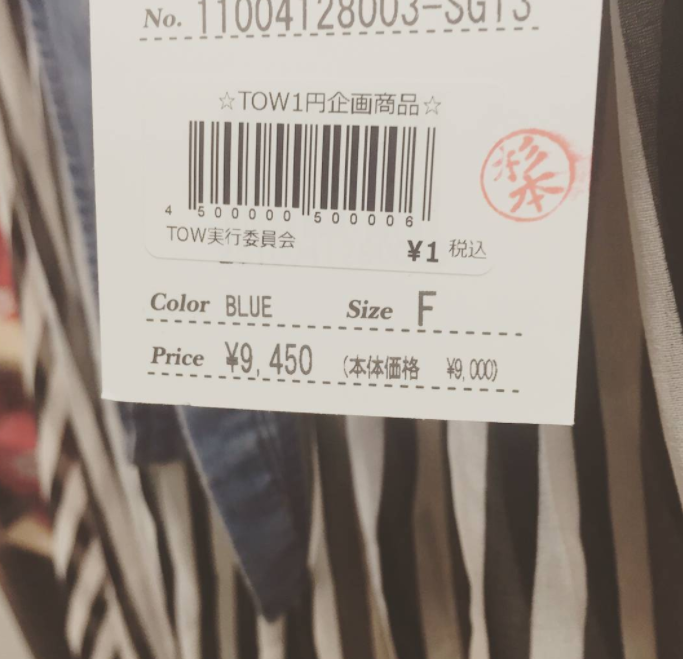 No. 11004128003-SGTS
☆TOW1円企画商品☆
4 500000 500006
TOW実行委員会
¥1 税込
Color BLUE Size F
Price ¥9,450 (本体価格 ¥9,000)